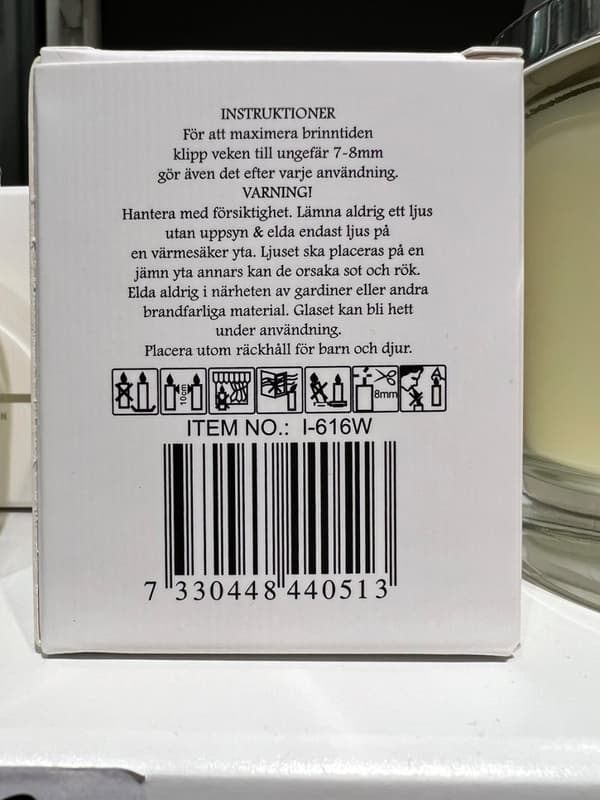 INSTRUKTIONER
För att maximera brinntiden
klipp veken till ungefär 7-8mm
gör även det efter varje användning.
VARNING!
Hantera med försiktighet. Lämna aldrig ett ljus
utan uppsyn & elda endast ljus på
en värmesäker yta. Ljuset ska placeras på en
jämn yta annars kan de orsaka sot och rök.
Elda aldrig i närheten av gardiner eller andra
brandfarliga material. Glaset kan bli hett
under användning.
Placera utom räckhåll för barn och djur.
10cm 8mm
ITEM NO.: I-616W
7 330448 440513